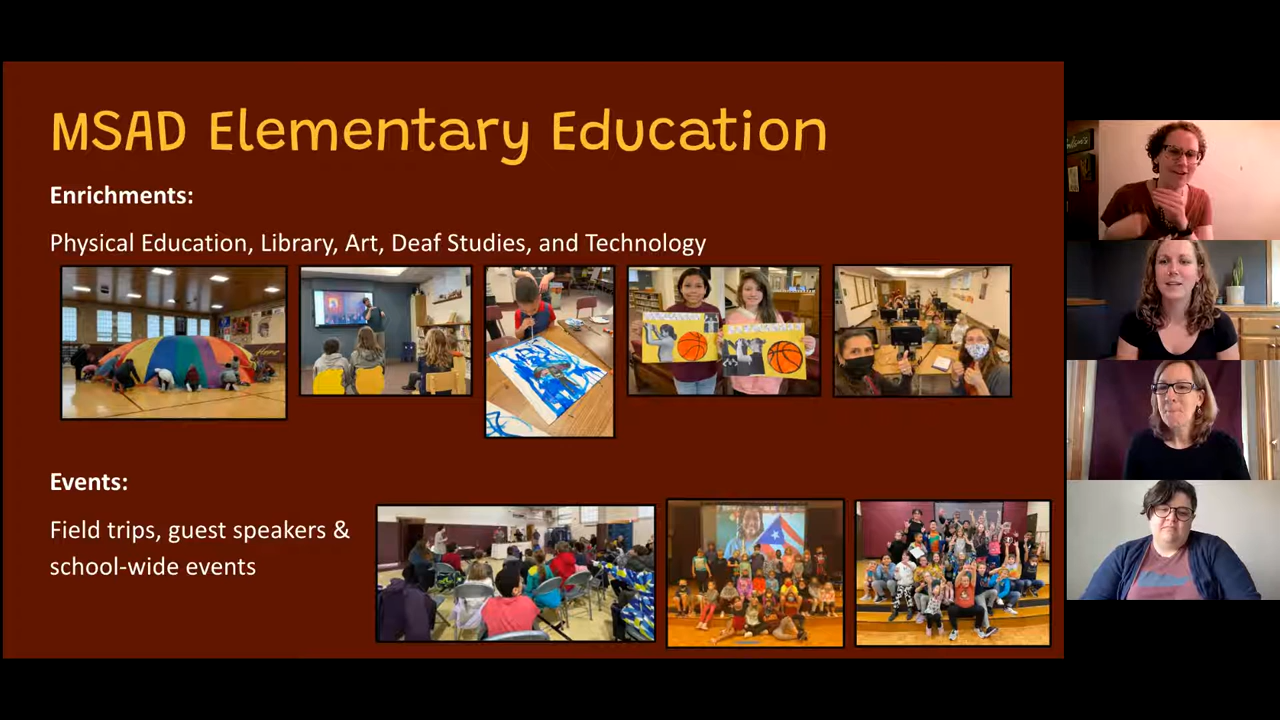 MSAD Elementary Education
Enrichments:
Physical Education, Library, Art, Deaf Studies, and Technology
Events:
Field trips, guest speakers &
school-wide events